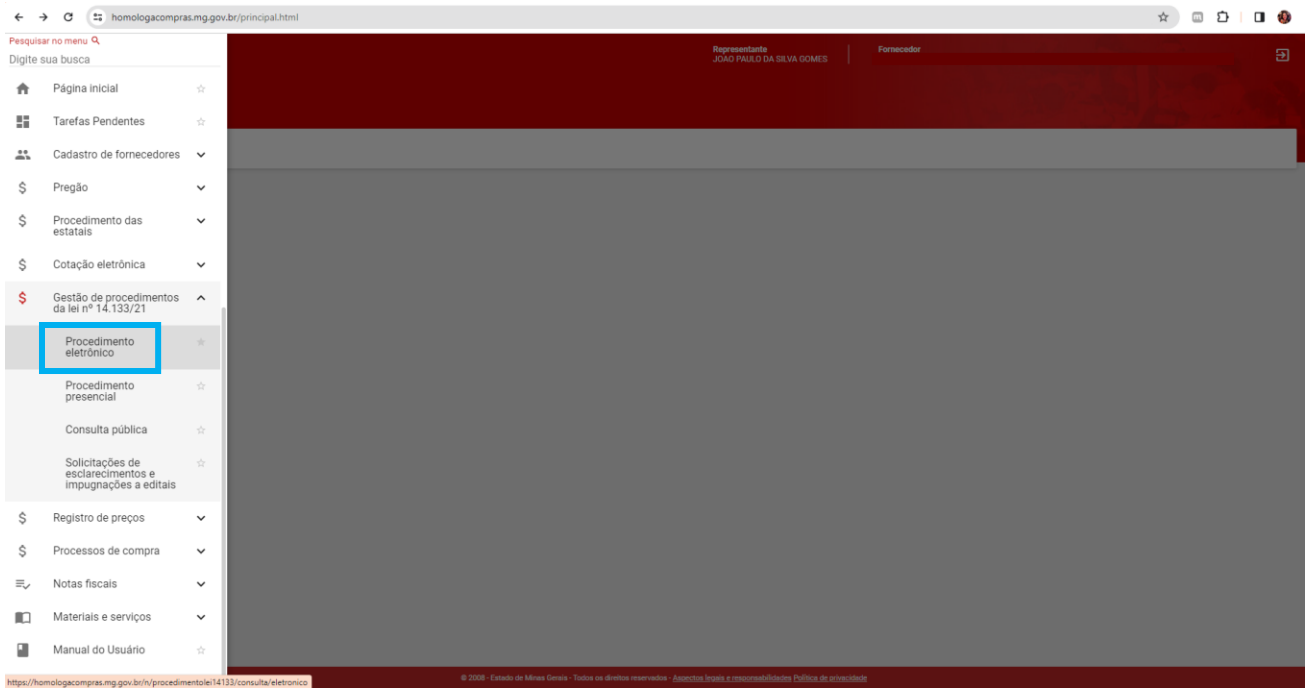 homologacompras.mg.gov.br/principal.html
Pesquisar no menu
Digite sua busca
Representante
JOAO PAULO DA SILVA GOMES
Fornecedor
Página inicial
Tarefas Pendentes
Cadastro de fornecedores
Pregão
Procedimento das
estatais
Cotação eletrônica
Gestão de procedimentos
da lei nº 14.133/21
Procedimento
eletrônico
Procedimento
presencial
Consulta pública
Solicitações de
esclarecimentos e
impugnações a editais
Registro de preços
Processos de compra
Notas fiscais
Materiais e serviços
Manual do Usuário
https://homologacompras.mg.gov.br/n/procedimentolei14133/consulta/eletronico
© 2008 - Estado de Minas Gerais - Todos os direitos reservados - Aspectos legais e responsabilidades Política de privacidade